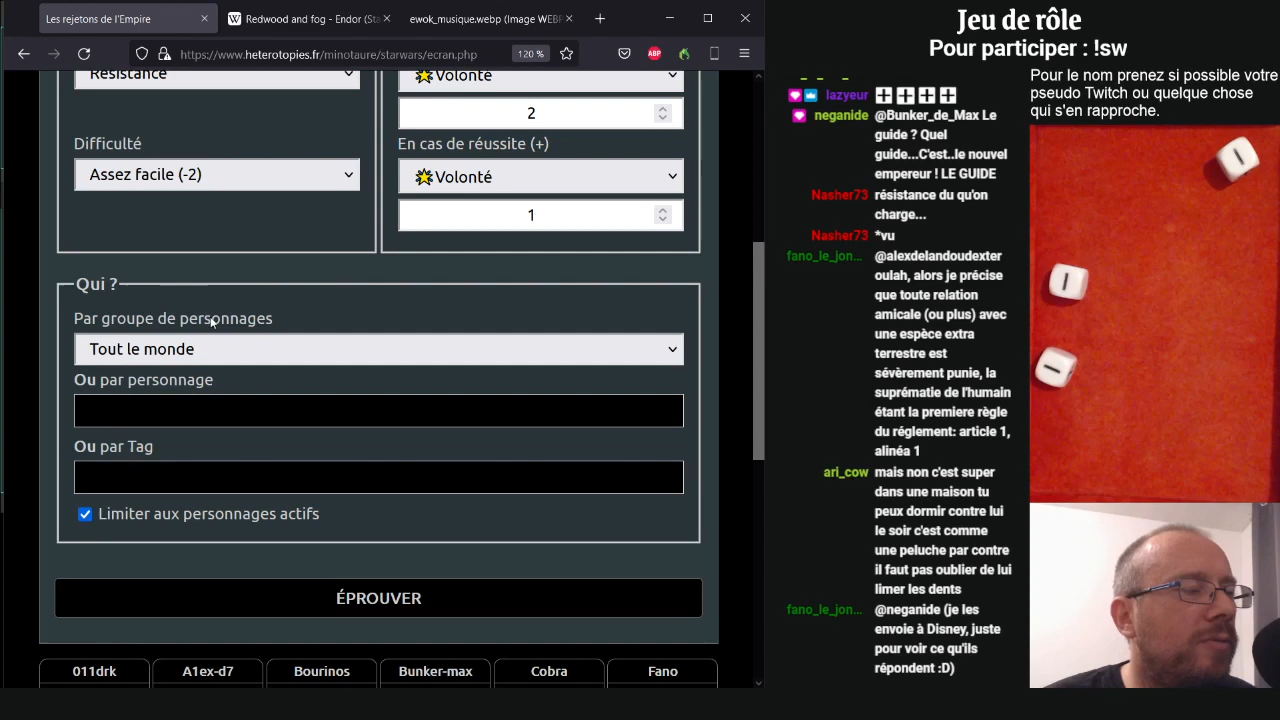 Les rejetons de l'Empire
Redwood and fog - Endor (Sta
ewok_musique.webp (Image WEBP
https://www.heterotopies.fr/minotaure/starwars/ecran.php
120 %
ABP
Résistance
Volonté
2
Difficulté
En cas de réussite (+)
Assez facile (-2)
Volonté
1
Qui ?
Par groupe de personnages
Tout le monde
Ou par personnage
Ou par Tag
Limiter aux personnages actifs
ÉPROUVER
011drk
A1ex-d7
Bourinos
Bunker-max
Cobra
Fano
Jeu de rôle
Pour participer : !sw
lazyeur
neganide @Bunker_de_Max Le
guide ? Quel
guide...C'est..le nouvel
empereur ! LE GUIDE
Nasher73 résistance du qu'on
charge...
Nasher73 *vu
fano_le_jon... @alexdelandoudexter
oulah, alors je précise
que toute relation
amicale (ou plus) avec
une espèce extra
terrestre est
sévèrement punie, la
suprématie de l'humain
étant la premiere règle
du réglement: article 1,
alinéa 1
ari_cow mais non c'est super
dans une maison tu
peux dormir contre lui
le soir c'est comme
une peluche par contre
il faut pas oublier de lui
limer les dents
fano_le_jon... @neganide (je les
envoie à Disney, juste
pour voir ce qu'ils
répondent :D)
Pour le nom prenez si possible votre
pseudo Twitch ou quelque chose
qui s'en rapproche.